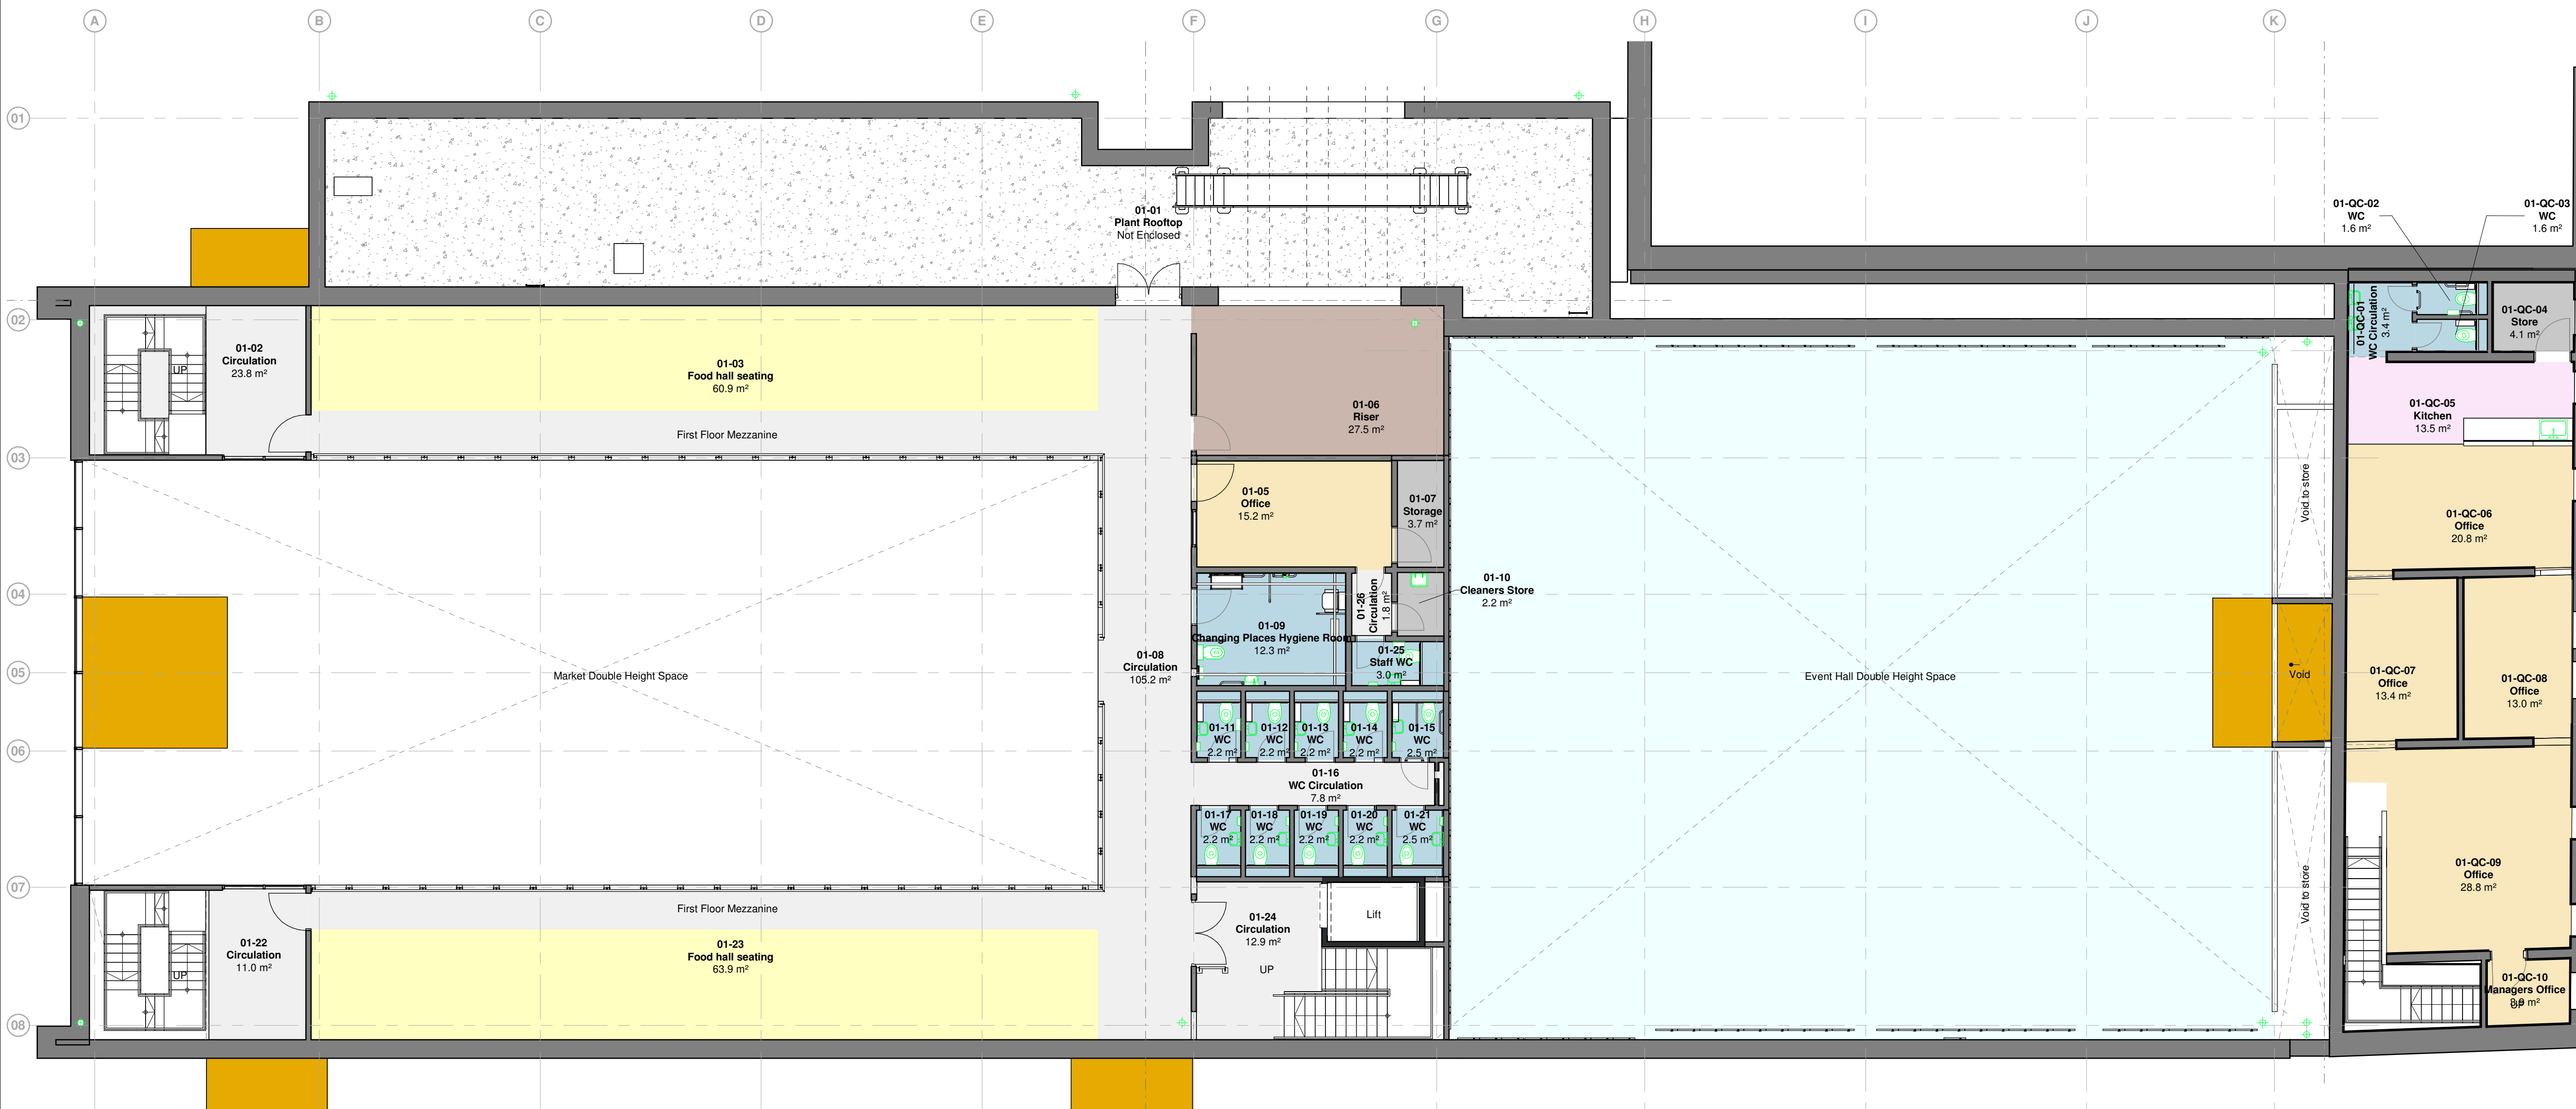 A
B
C
D
E
F
G
H
I
J
K
01
02
03
04
05
06
07
08
01-01
Plant Rooftop
Not Enclosed
01-QC-02
WC
1.6 m²
01-QC-03
WC
1.6 m²
01-QC-01
WC Circulation
3.4 m²
01-QC-04
Store
4.1 m²
UP
01-02
Circulation
23.8 m²
01-03
Food hall seating
60.9 m²
First Floor Mezzanine
01-06
Riser
27.5 m²
01-QC-05
Kitchen
13.5 m²
01-05
Office
15.2 m²
01-07
Storage
3.7 m²
Void to store
01-QC-06
Office
20.8 m²
01-26
Circulation
1.8 m²
01-10
Cleaners Store
2.2 m²
01-09
Changing Places Hygiene Room
12.3 m²
01-25
Staff WC
3.0 m²
01-08
Circulation
105.2 m²
Market Double Height Space
Event Hall Double Height Space
Void
01-QC-07
Office
13.4 m²
01-QC-08
Office
13.0 m²
01-11
WC
2.2 m²
01-12
WC
2.2 m²
01-13
WC
2.2 m²
01-14
WC
2.2 m²
01-15
WC
2.5 m²
01-16
WC Circulation
7.8 m²
01-17
WC
2.2 m²
01-18
WC
2.2 m²
01-19
WC
2.2 m²
01-20
WC
2.2 m²
01-21
WC
2.5 m²
Void to store
01-QC-09
Office
28.8 m²
First Floor Mezzanine
01-24
Circulation
12.9 m²
Lift
UP
UP
01-22
Circulation
11.0 m²
01-23
Food hall seating
63.9 m²
01-QC-10
Managers Office
UP